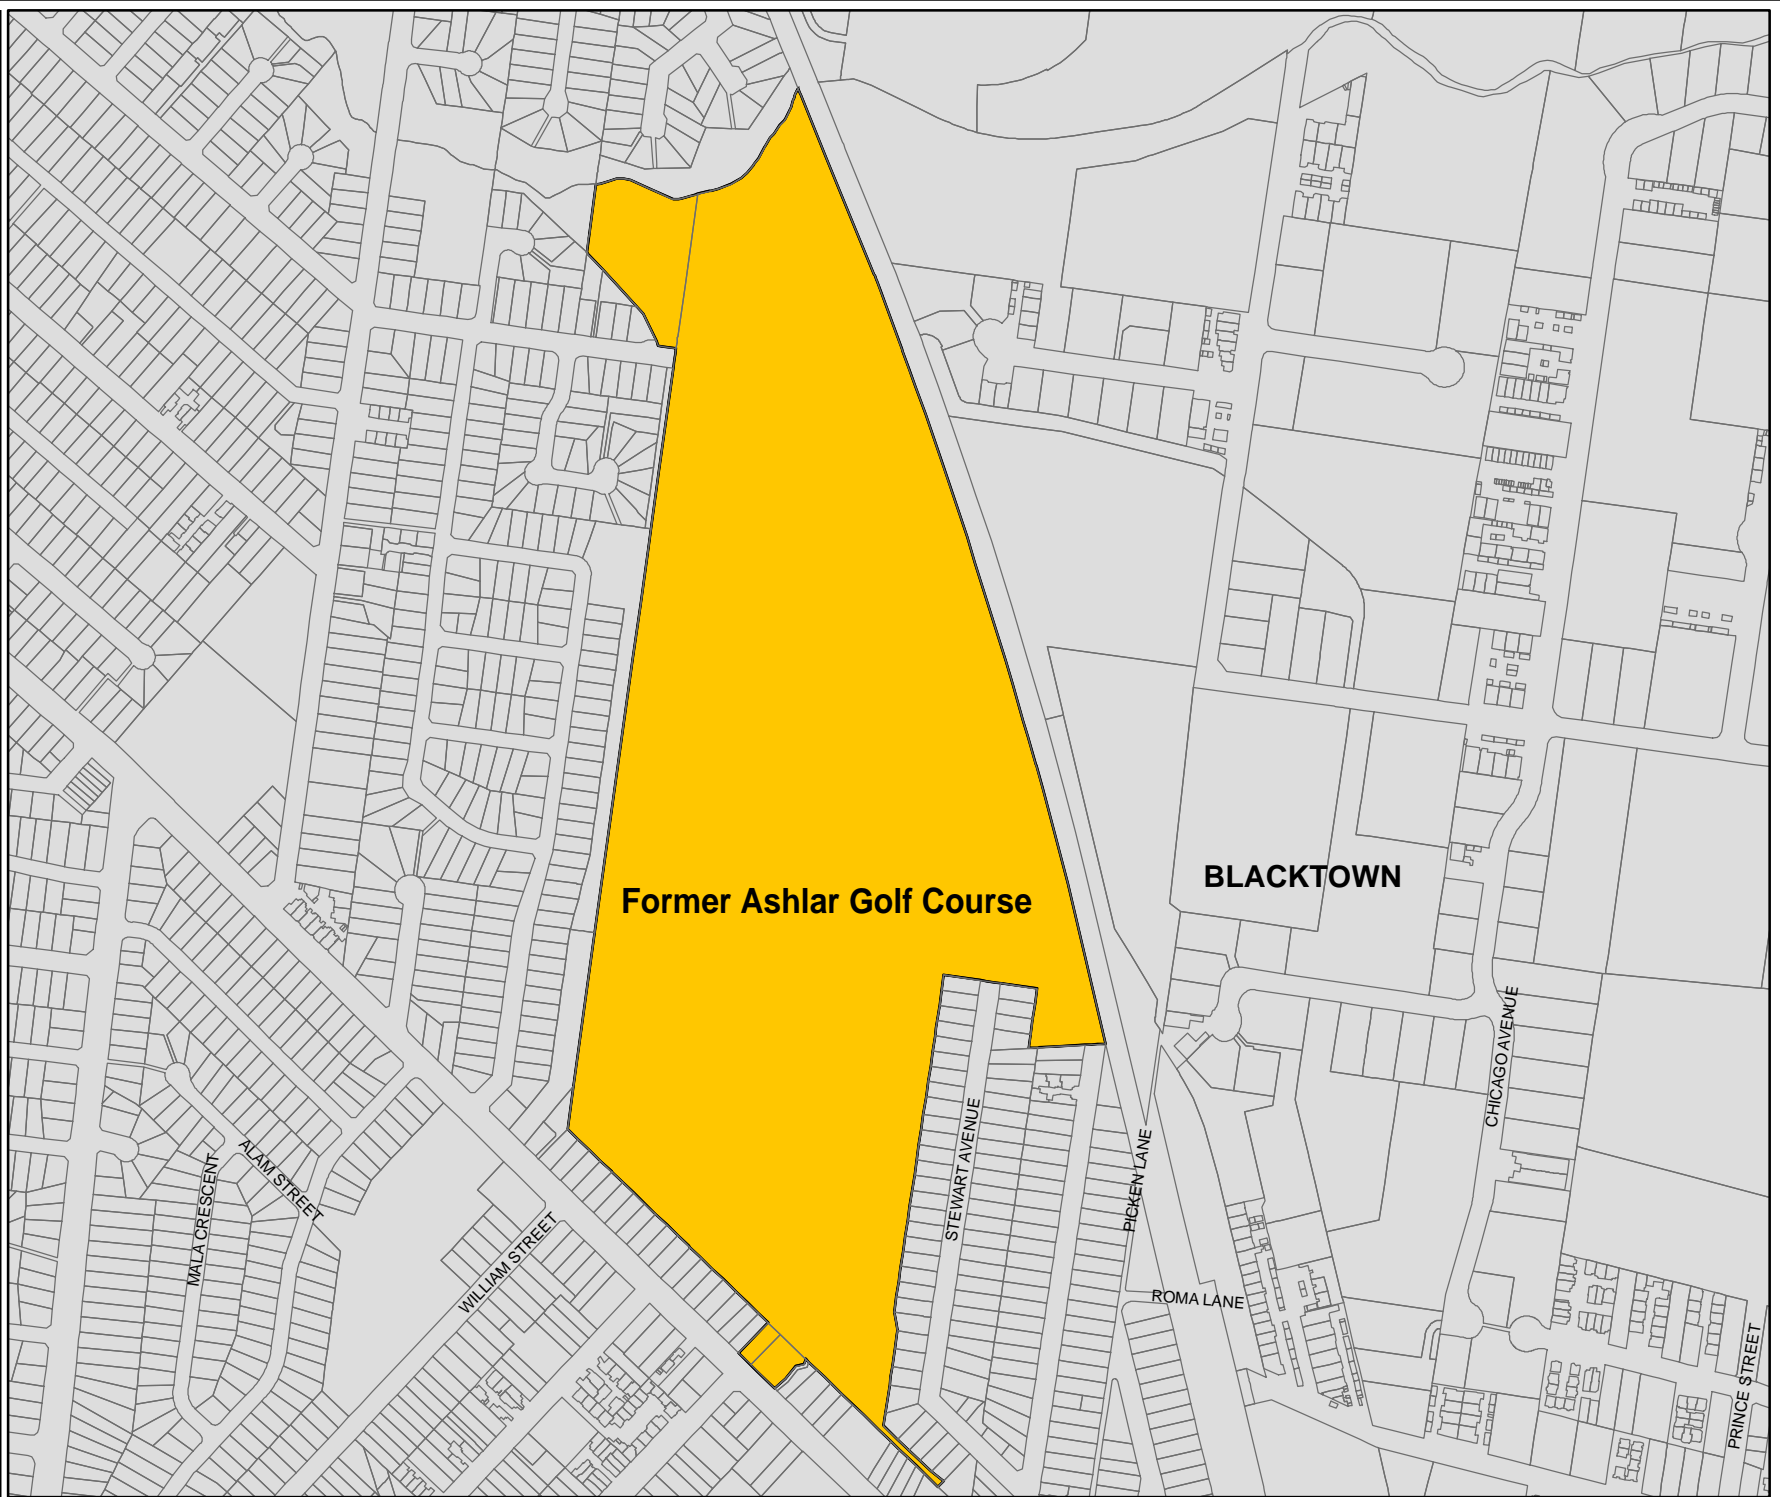 BLACKTOWN
Former Ashlar Golf Course
CHICAGO AVENUE
STEWART AVENUE
PICKEN LANE
ALAM STREET
MALA CRESCENT
WILLIAM STREET
ROMA LANE
PRINCE STREET